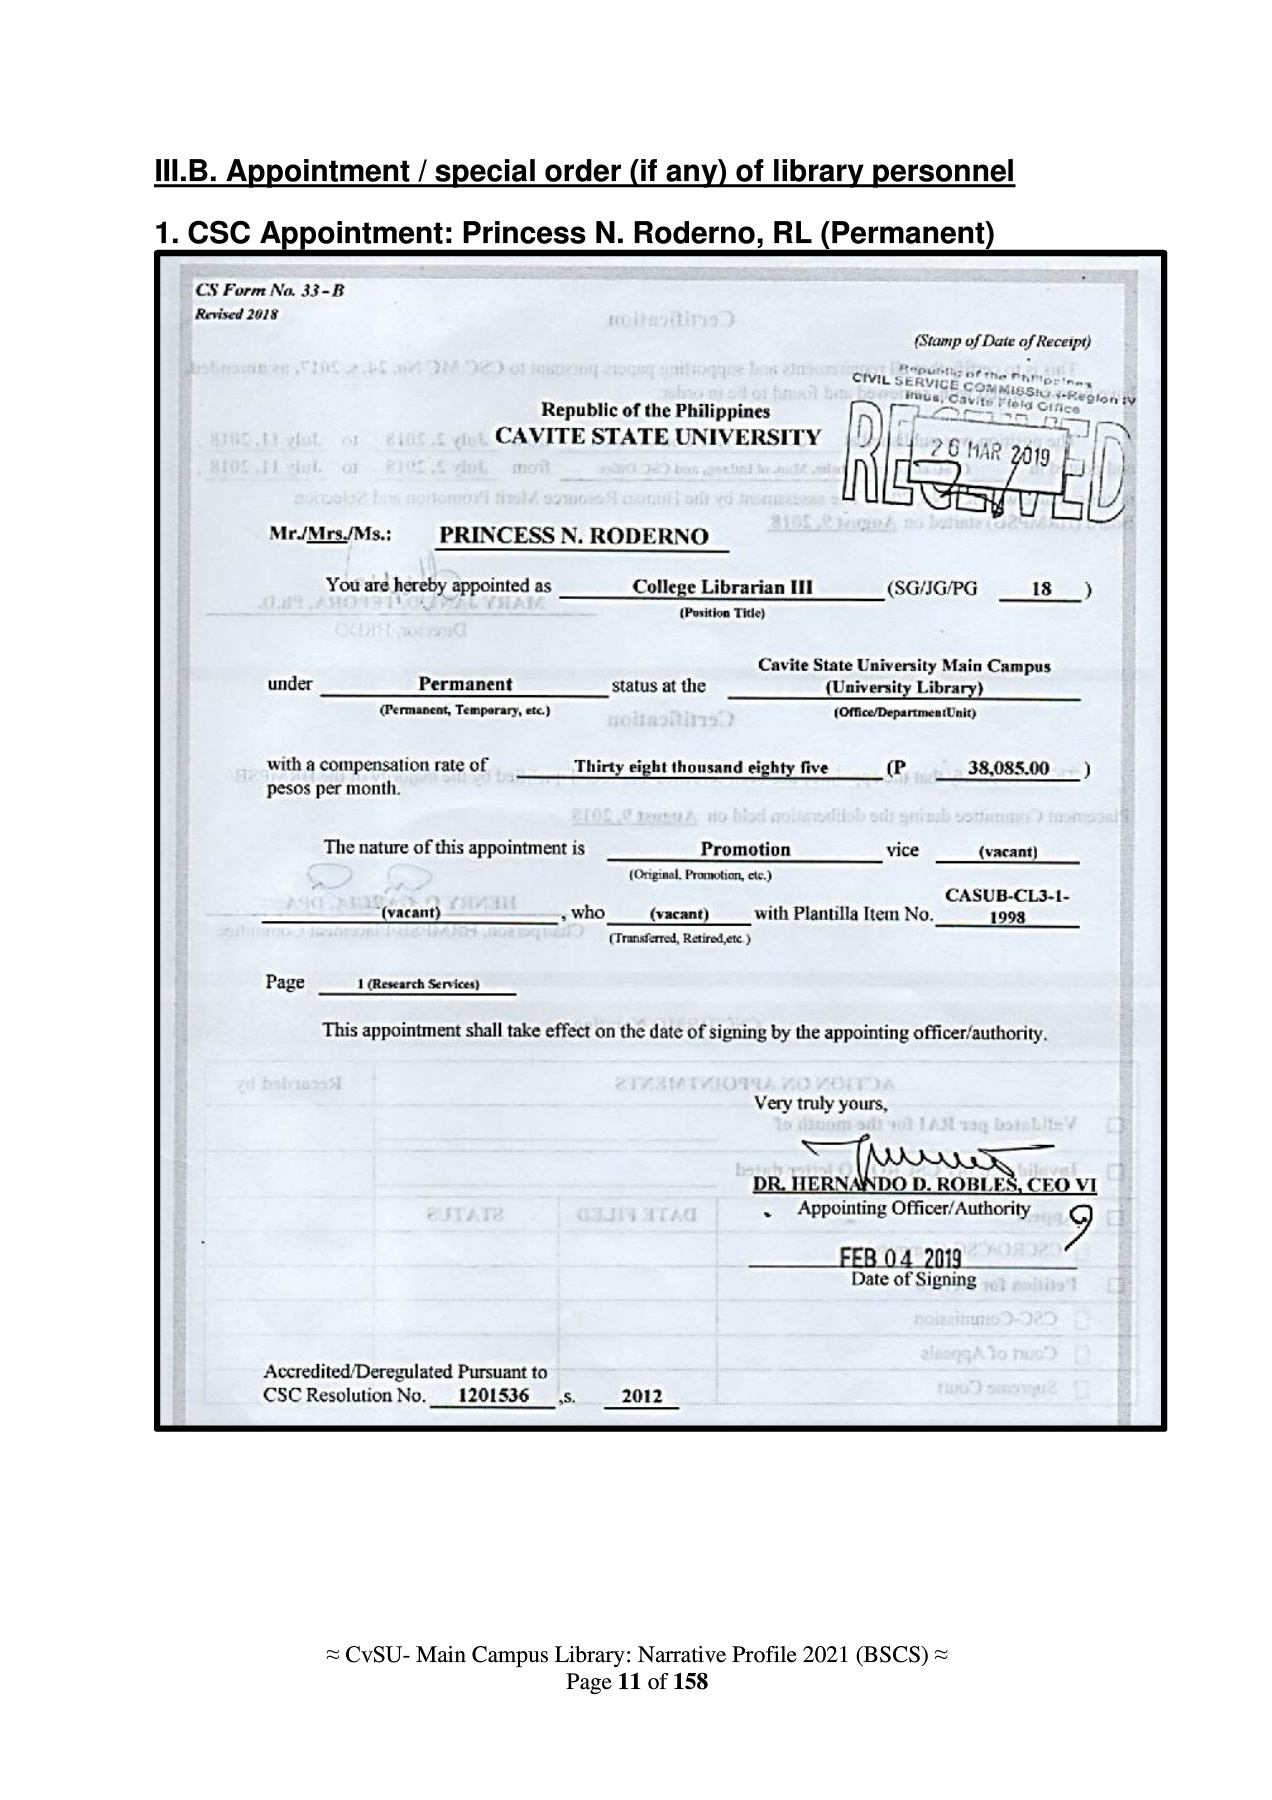 III.B. Appointment / special order (if any) of library personnel
1. CSC Appointment: Princess N. Roderno, RL (Permanent)
CS Form No. 33-B
Revised 2018
(Stamp of Date of Receipt)
Republic of the Philippines
CIVIL SERVICE COMMISSION-Region IV
Imus, Cavite Field Office
RECEIVED
26 MAR 2019
Republic of the Philippines
CAVITE STATE UNIVERSITY
Mr./Mrs./Ms.: PRINCESS N. RODERNO
You are hereby appointed as College Librarian III (SG/JG/PG 18 )
(Position Title)
Cavite State University Main Campus
under Permanent status at the (University Library)
(Permanent, Temporary, etc.) (Office/DepartmentUnit)
with a compensation rate of Thirty eight thousand eighty five (P 38,085.00 )
pesos per month.
The nature of this appointment is Promotion vice (vacant)
(Original, Promotion, etc.)
CASUB-CL3-1-
(vacant) , who (vacant) with Plantilla Item No. 1998
(Transferred, Retired,etc.)
Page 1 (Research Services)
This appointment shall take effect on the date of signing by the appointing officer/authority.
Very truly yours,
DR. HERNANDO D. ROBLES, CEO VI
Appointing Officer/Authority
FEB 04 2019
Date of Signing
Accredited/Deregulated Pursuant to
CSC Resolution No. 1201536 ,s. 2012
≈ CvSU- Main Campus Library: Narrative Profile 2021 (BSCS) ≈
Page 11 of 158